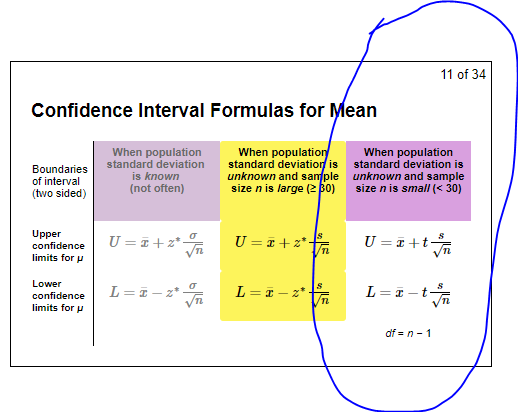 11 of 34
Confidence Interval Formulas for Mean
Boundaries
of interval
(two sided)
When population
standard deviation
is known
(not often)
When population
standard deviation is
unknown and sample
size n is large (≥ 30)
When population
standard deviation is
unknown and sample
size n is small (< 30)
Upper
confidence
limits for μ
U = x̄ + z* σ/√n
U = x̄ + z* s/√n
U = x̄ + t s/√n
Lower
confidence
limits for μ
L = x̄ − z* σ/√n
L = x̄ − z* s/√n
L = x̄ − t s/√n
df = n − 1